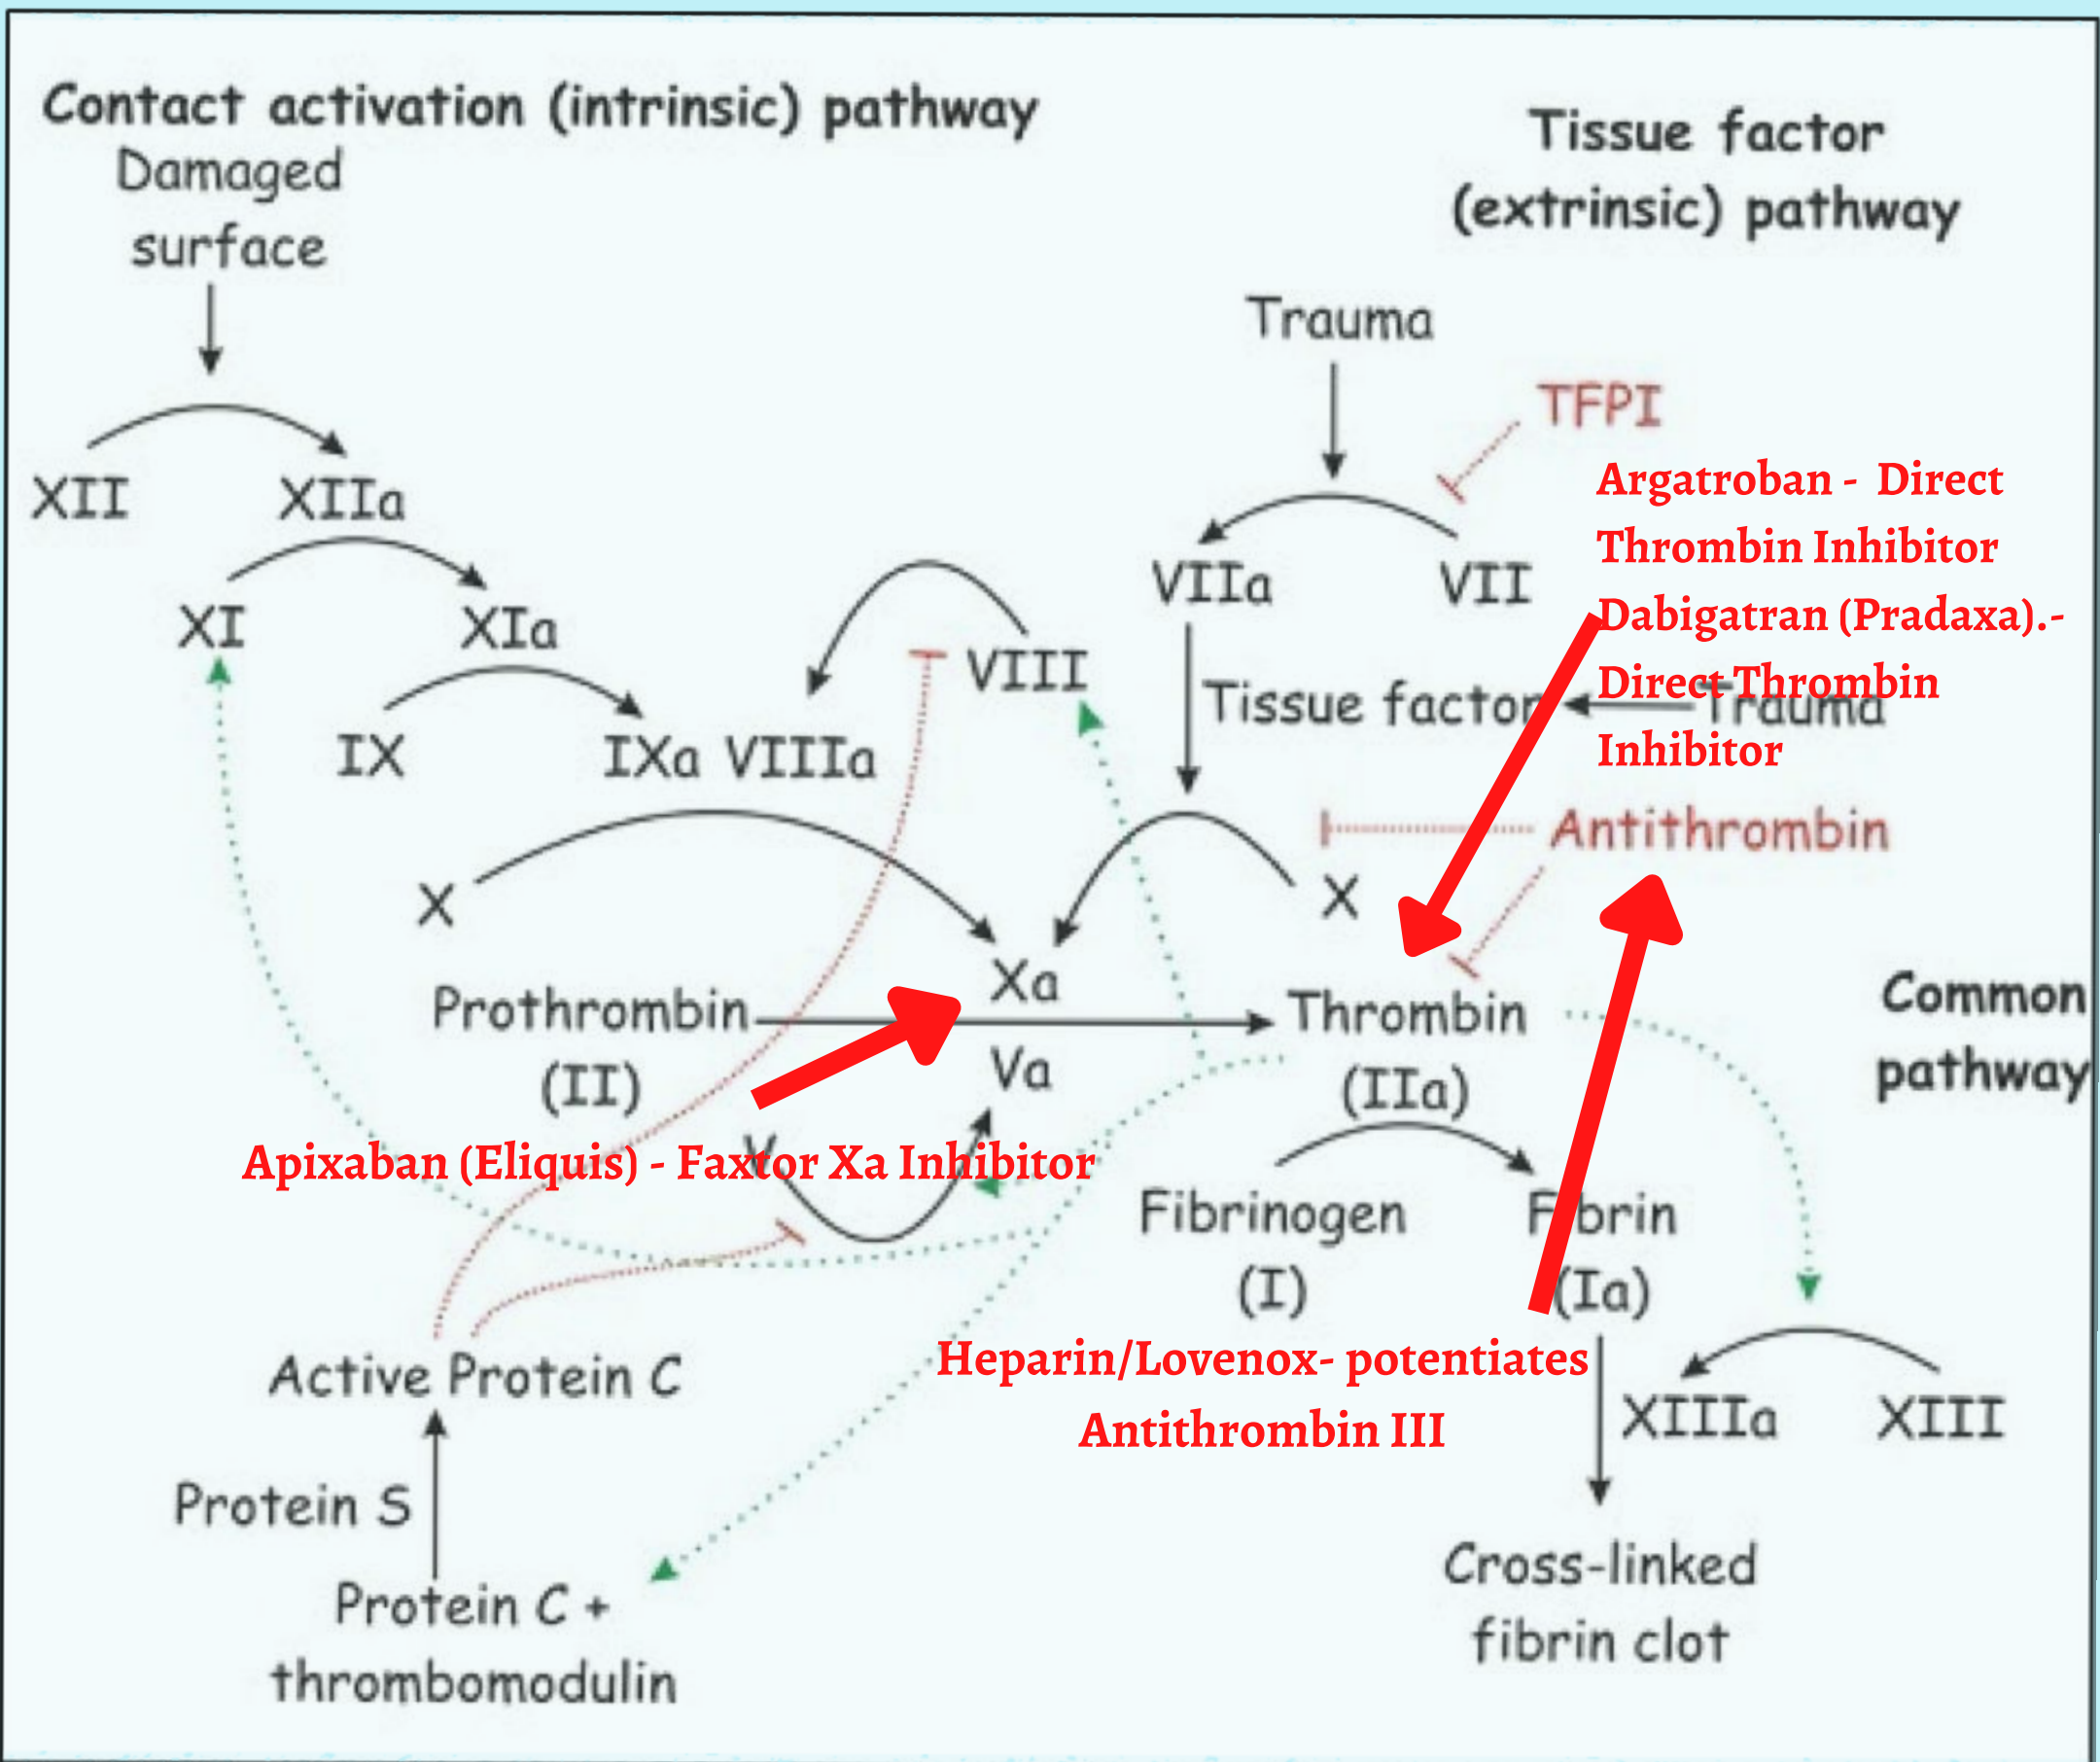 Contact activation (intrinsic) pathway
Damaged
surface
Tissue factor
(extrinsic) pathway
Trauma
TFPI
Argatroban - Direct
Thrombin Inhibitor
Dabigatran (Pradaxa).-
Direct Thrombin
Inhibitor
XII
XIIa
XI
XIa
VIIa
VII
VIII
Tissue factor
Trauma
IX
IXa VIIIa
Antithrombin
X
X
Xa
Prothrombin
(II)
Thrombin
(IIa)
Common
pathway
Va
V
Apixaban (Eliquis) - Faxtor Xa Inhibitor
Fibrinogen
(I)
Fibrin
(Ia)
Heparin/Lovenox- potentiates
Antithrombin III
Active Protein C
XIIIa
XIII
Protein S
Cross-linked
fibrin clot
Protein C +
thrombomodulin